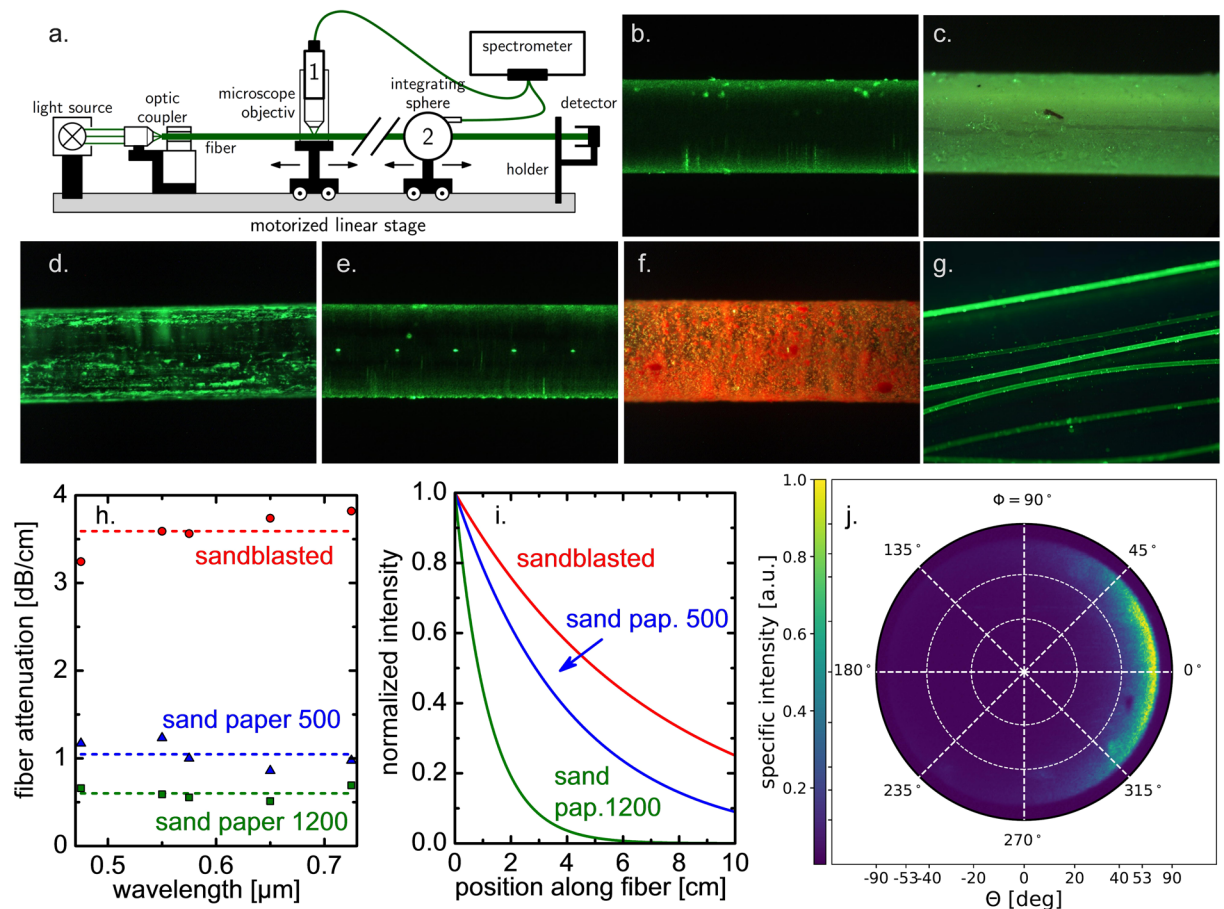 a.
spectrometer
1
microscope
objectiv
integrating
sphere
detector
optic
coupler
light source
fiber
2
holder
motorized linear stage
b.
c.
d.
e.
f.
g.
h.
fiber attenuation [dB/cm]
4
3
2
1
0
sandblasted
sand paper 500
sand paper 1200
0.5
0.6
0.7
wavelength [µm]
i.
normalized intensity
1.0
0.8
0.6
0.4
0.2
0.0
sandblasted
sand pap. 500
sand
pap.1200
0
2
4
6
8
10
position along fiber [cm]
j.
specific intensity [a.u.]
1.0
0.8
0.6
0.4
0.2
Φ = 90°
135°
45°
180°
0°
235°
315°
270°
-90 -53-40 -20 0 20 40 53 90
Θ [deg]